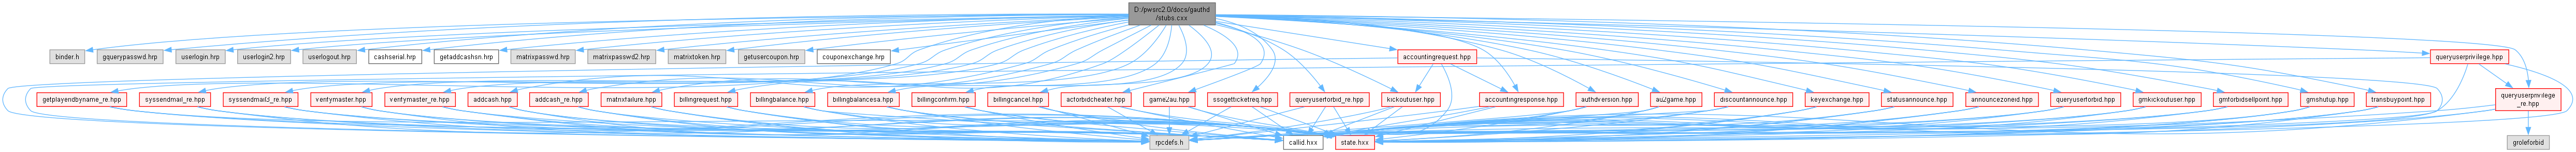 D:/pwsrc2.0/docs/gauthd
/stubs.cxx
binder.h
gquerypasswd.hrp
userlogin.hrp
userlogin2.hrp
userlogout.hrp
cashserial.hrp
getaddcashsn.hrp
matrixpasswd.hrp
matrixpasswd2.hrp
matrixtoken.hrp
getusercoupon.hrp
couponexchange.hrp
accountingrequest.hpp
queryuserprivilege.hpp
getplayeridbyname_re.hpp
syssendmail_re.hpp
syssendmail3_re.hpp
verifymaster.hpp
verifymaster_re.hpp
addcash.hpp
addcash_re.hpp
matrixfailure.hpp
billingrequest.hpp
billingbalance.hpp
billingbalancesa.hpp
billingconfirm.hpp
billingcancel.hpp
acforbidcheater.hpp
game2au.hpp
ssogetticketreq.hpp
queryuserforbid_re.hpp
kickoutuser.hpp
accountingresponse.hpp
authdversion.hpp
au2game.hpp
discountannounce.hpp
keyexchange.hpp
statusannounce.hpp
announcezoneid.hpp
queryuserforbid.hpp
gmkickoutuser.hpp
gmforbidsellpoint.hpp
gmshutup.hpp
transbuypoint.hpp
queryuserprivilege
_re.hpp
rpcdefs.h
callid.hxx
state.hxx
groleforbid